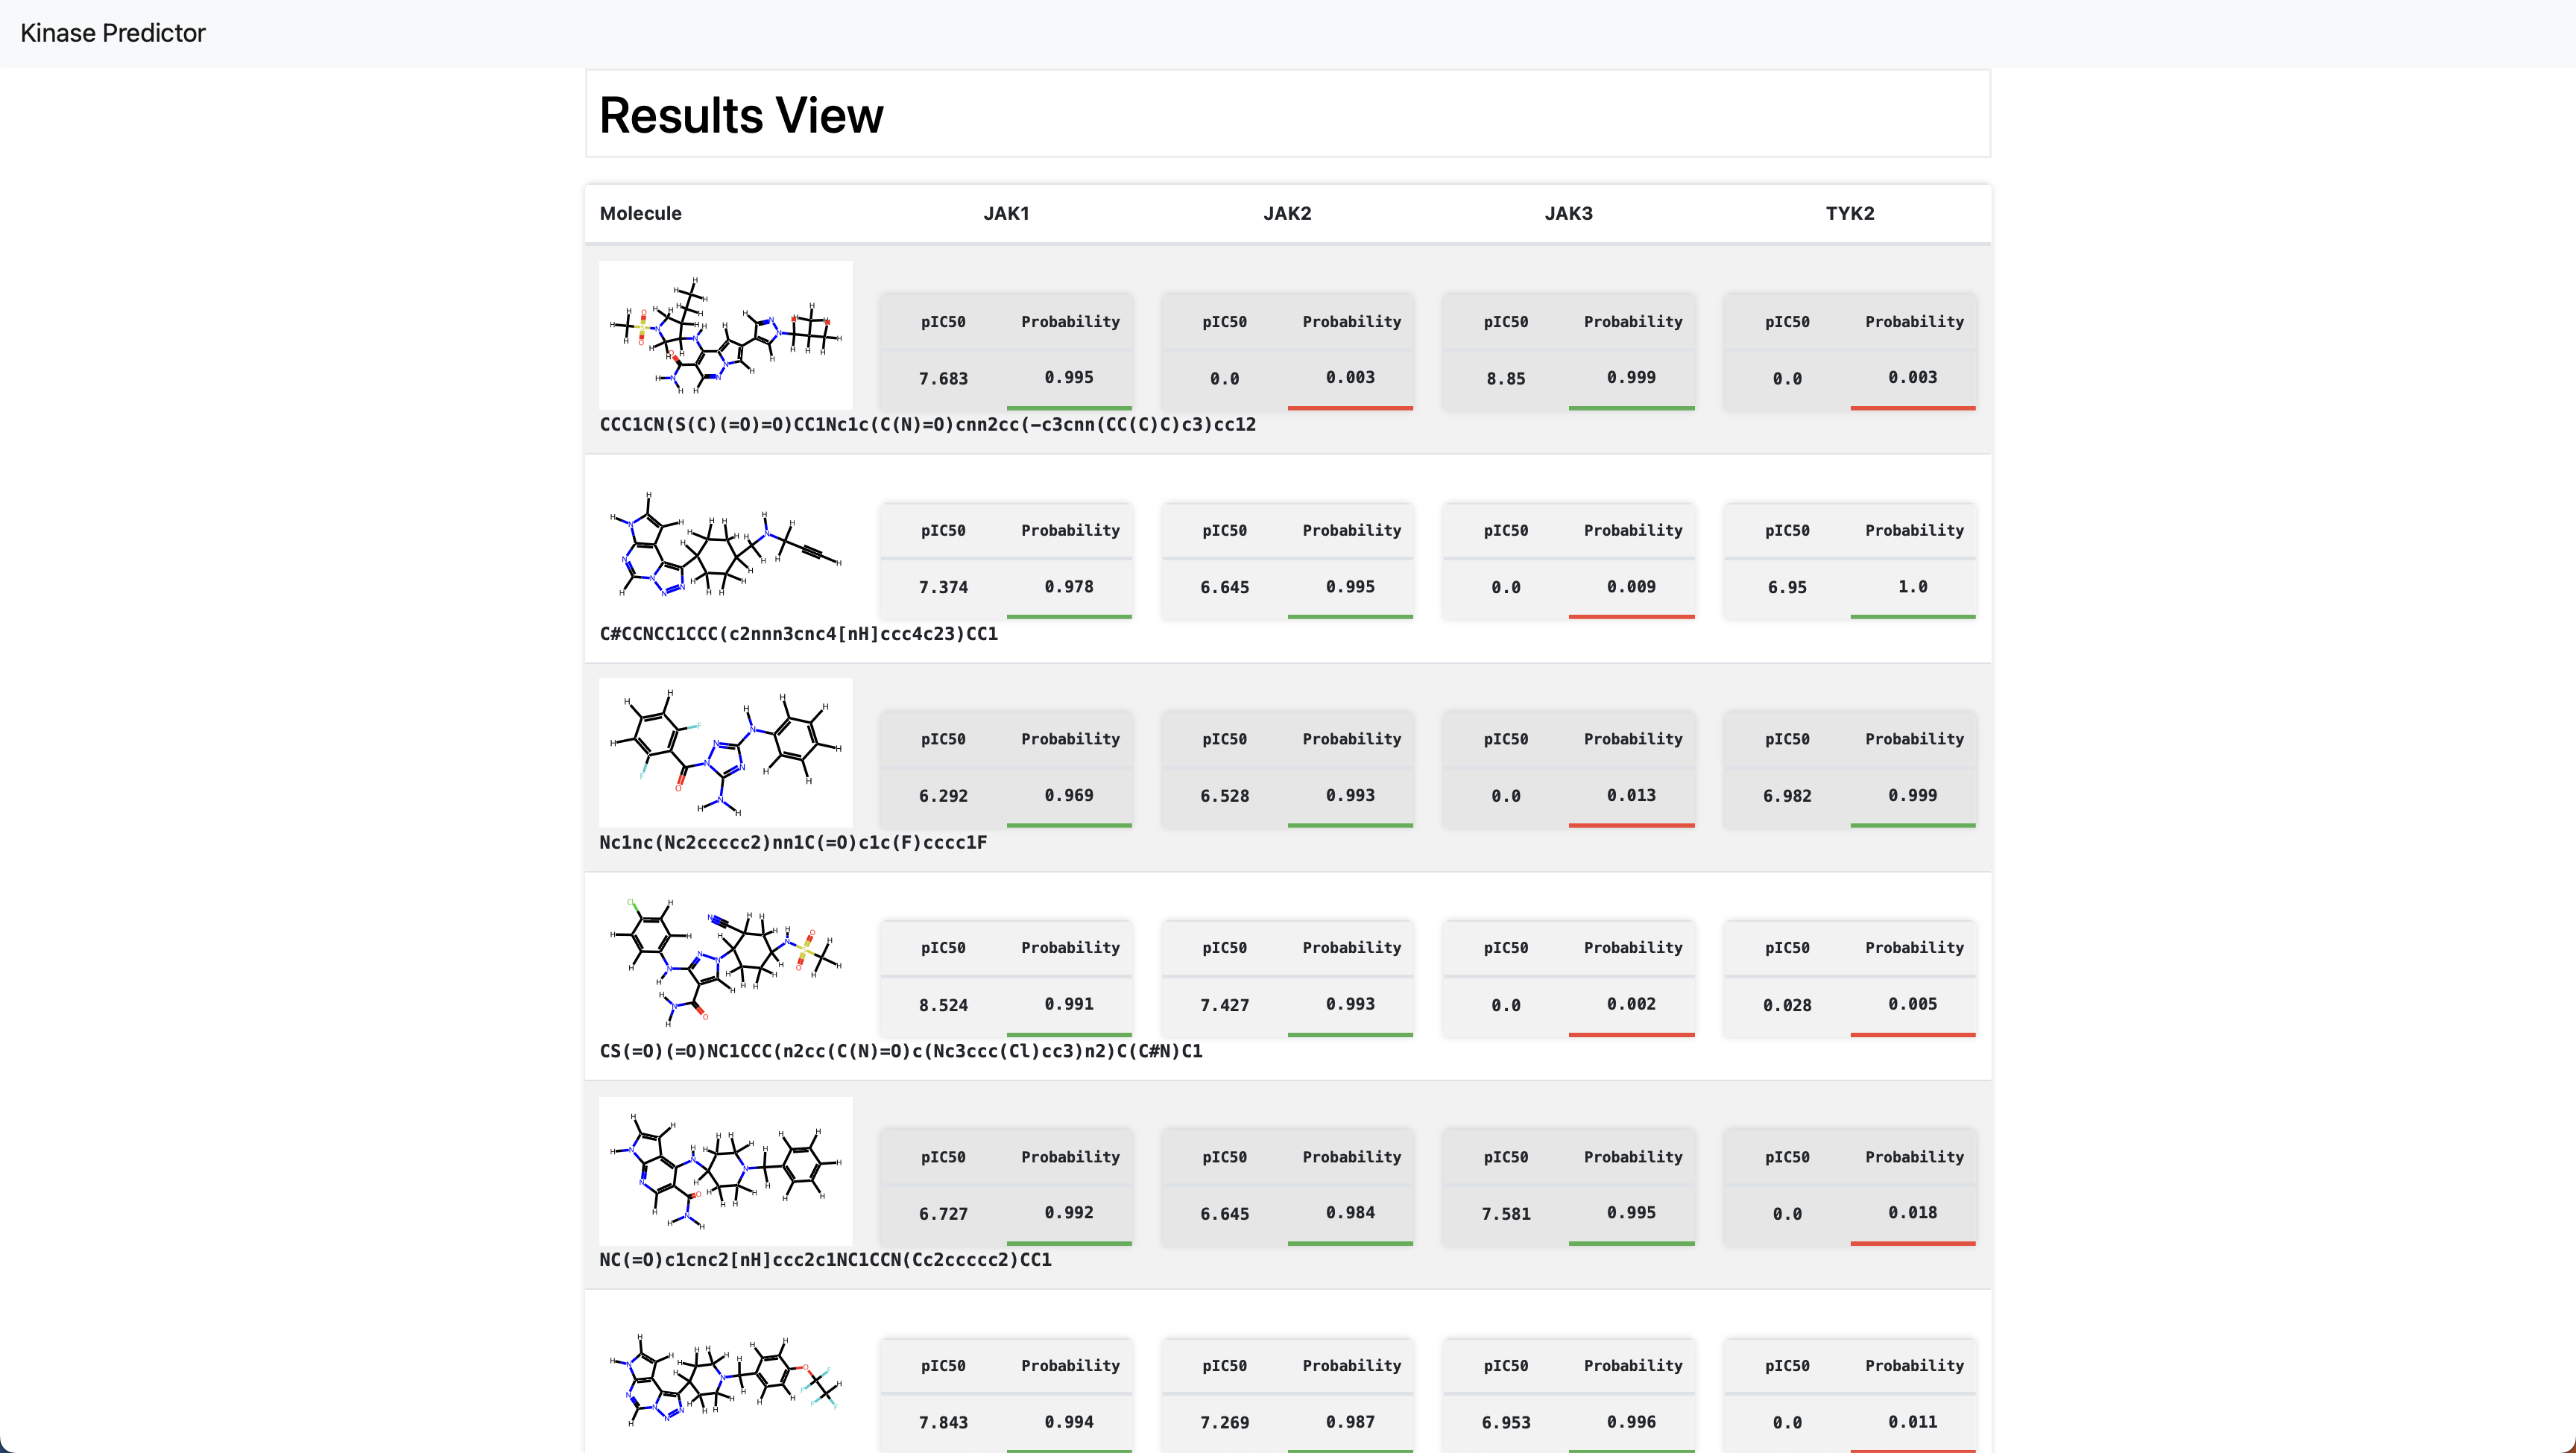 Kinase Predictor
Results View
Molecule JAK1 JAK2 JAK3 TYK2
pIC50 Probability pIC50 Probability pIC50 Probability pIC50 Probability
7.683 0.995 0.0 0.003 8.85 0.999 0.0 0.003
CCC1CN(S(C)(=O)=O)CC1Nc1c(C(N)=O)cnn2cc(-c3cnn(CC(C)C)c3)cc12
pIC50 Probability pIC50 Probability pIC50 Probability pIC50 Probability
7.374 0.978 6.645 0.995 0.0 0.009 6.95 1.0
C#CCNCC1CCC(c2nnn3cnc4[nH]ccc4c23)CC1
pIC50 Probability pIC50 Probability pIC50 Probability pIC50 Probability
6.292 0.969 6.528 0.993 0.0 0.013 6.982 0.999
Nc1nc(Nc2ccccc2)nn1C(=O)c1c(F)cccc1F
pIC50 Probability pIC50 Probability pIC50 Probability pIC50 Probability
8.524 0.991 7.427 0.993 0.0 0.002 0.028 0.005
CS(=O)(=O)NC1CCC(n2cc(C(N)=O)c(Nc3ccc(Cl)cc3)n2)C(C#N)C1
pIC50 Probability pIC50 Probability pIC50 Probability pIC50 Probability
6.727 0.992 6.645 0.984 7.581 0.995 0.0 0.018
NC(=O)c1cnc2[nH]ccc2c1NC1CCN(Cc2ccccc2)CC1
pIC50 Probability pIC50 Probability pIC50 Probability pIC50 Probability
7.843 0.994 7.269 0.987 6.953 0.996 0.0 0.011